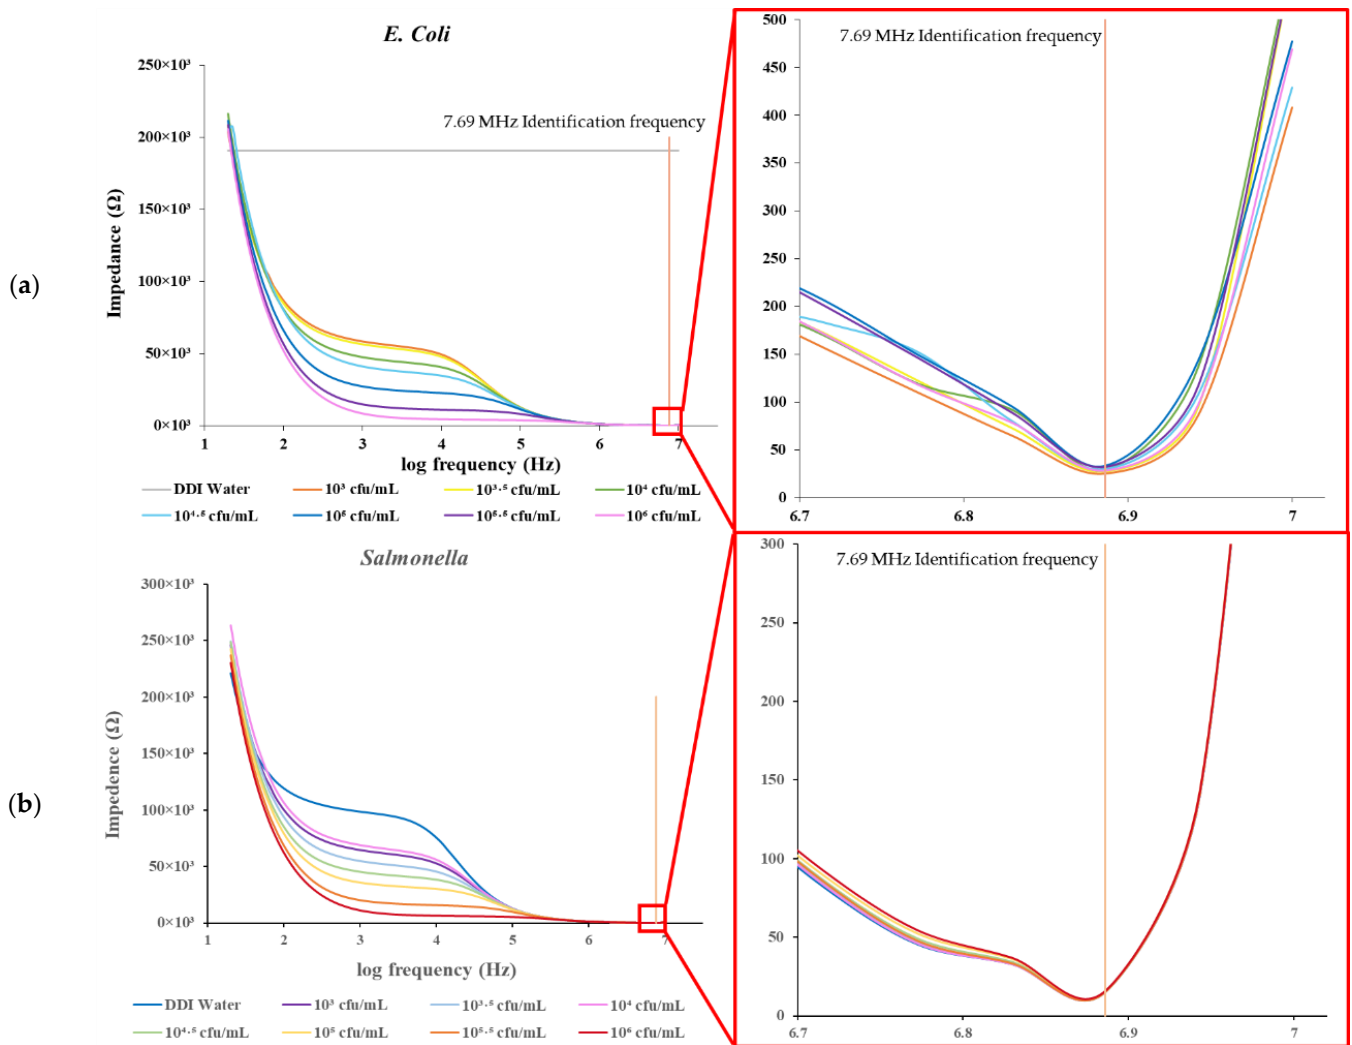 E. Coli
250×10³
200×10³
150×10³
100×10³
50×10³
0×10³
Impedance (Ω)
7.69 MHz Identification frequency
1 2 3 4 5 6 7
log frequency (Hz)
DDI Water 10³ cfu/mL 10³·⁵ cfu/mL 10⁴ cfu/mL
10⁴·⁵ cfu/mL 10⁵ cfu/mL 10⁵·⁵ cfu/mL 10⁶ cfu/mL
(a)
7.69 MHz Identification frequency
500
450
400
350
300
250
200
150
100
50
0
6.7 6.8 6.9 7
Salmonella
300×10³
250×10³
200×10³
150×10³
100×10³
50×10³
0×10³
Impedence (Ω)
1 2 3 4 5 6 7
log frequency (Hz)
DDI Water 10³ cfu/mL 10³·⁵ cfu/mL 10⁴ cfu/mL
10⁴·⁵ cfu/mL 10⁵ cfu/mL 10⁵·⁵ cfu/mL 10⁶ cfu/mL
(b)
7.69 MHz Identification frequency
300
250
200
150
100
50
0
6.7 6.8 6.9 7